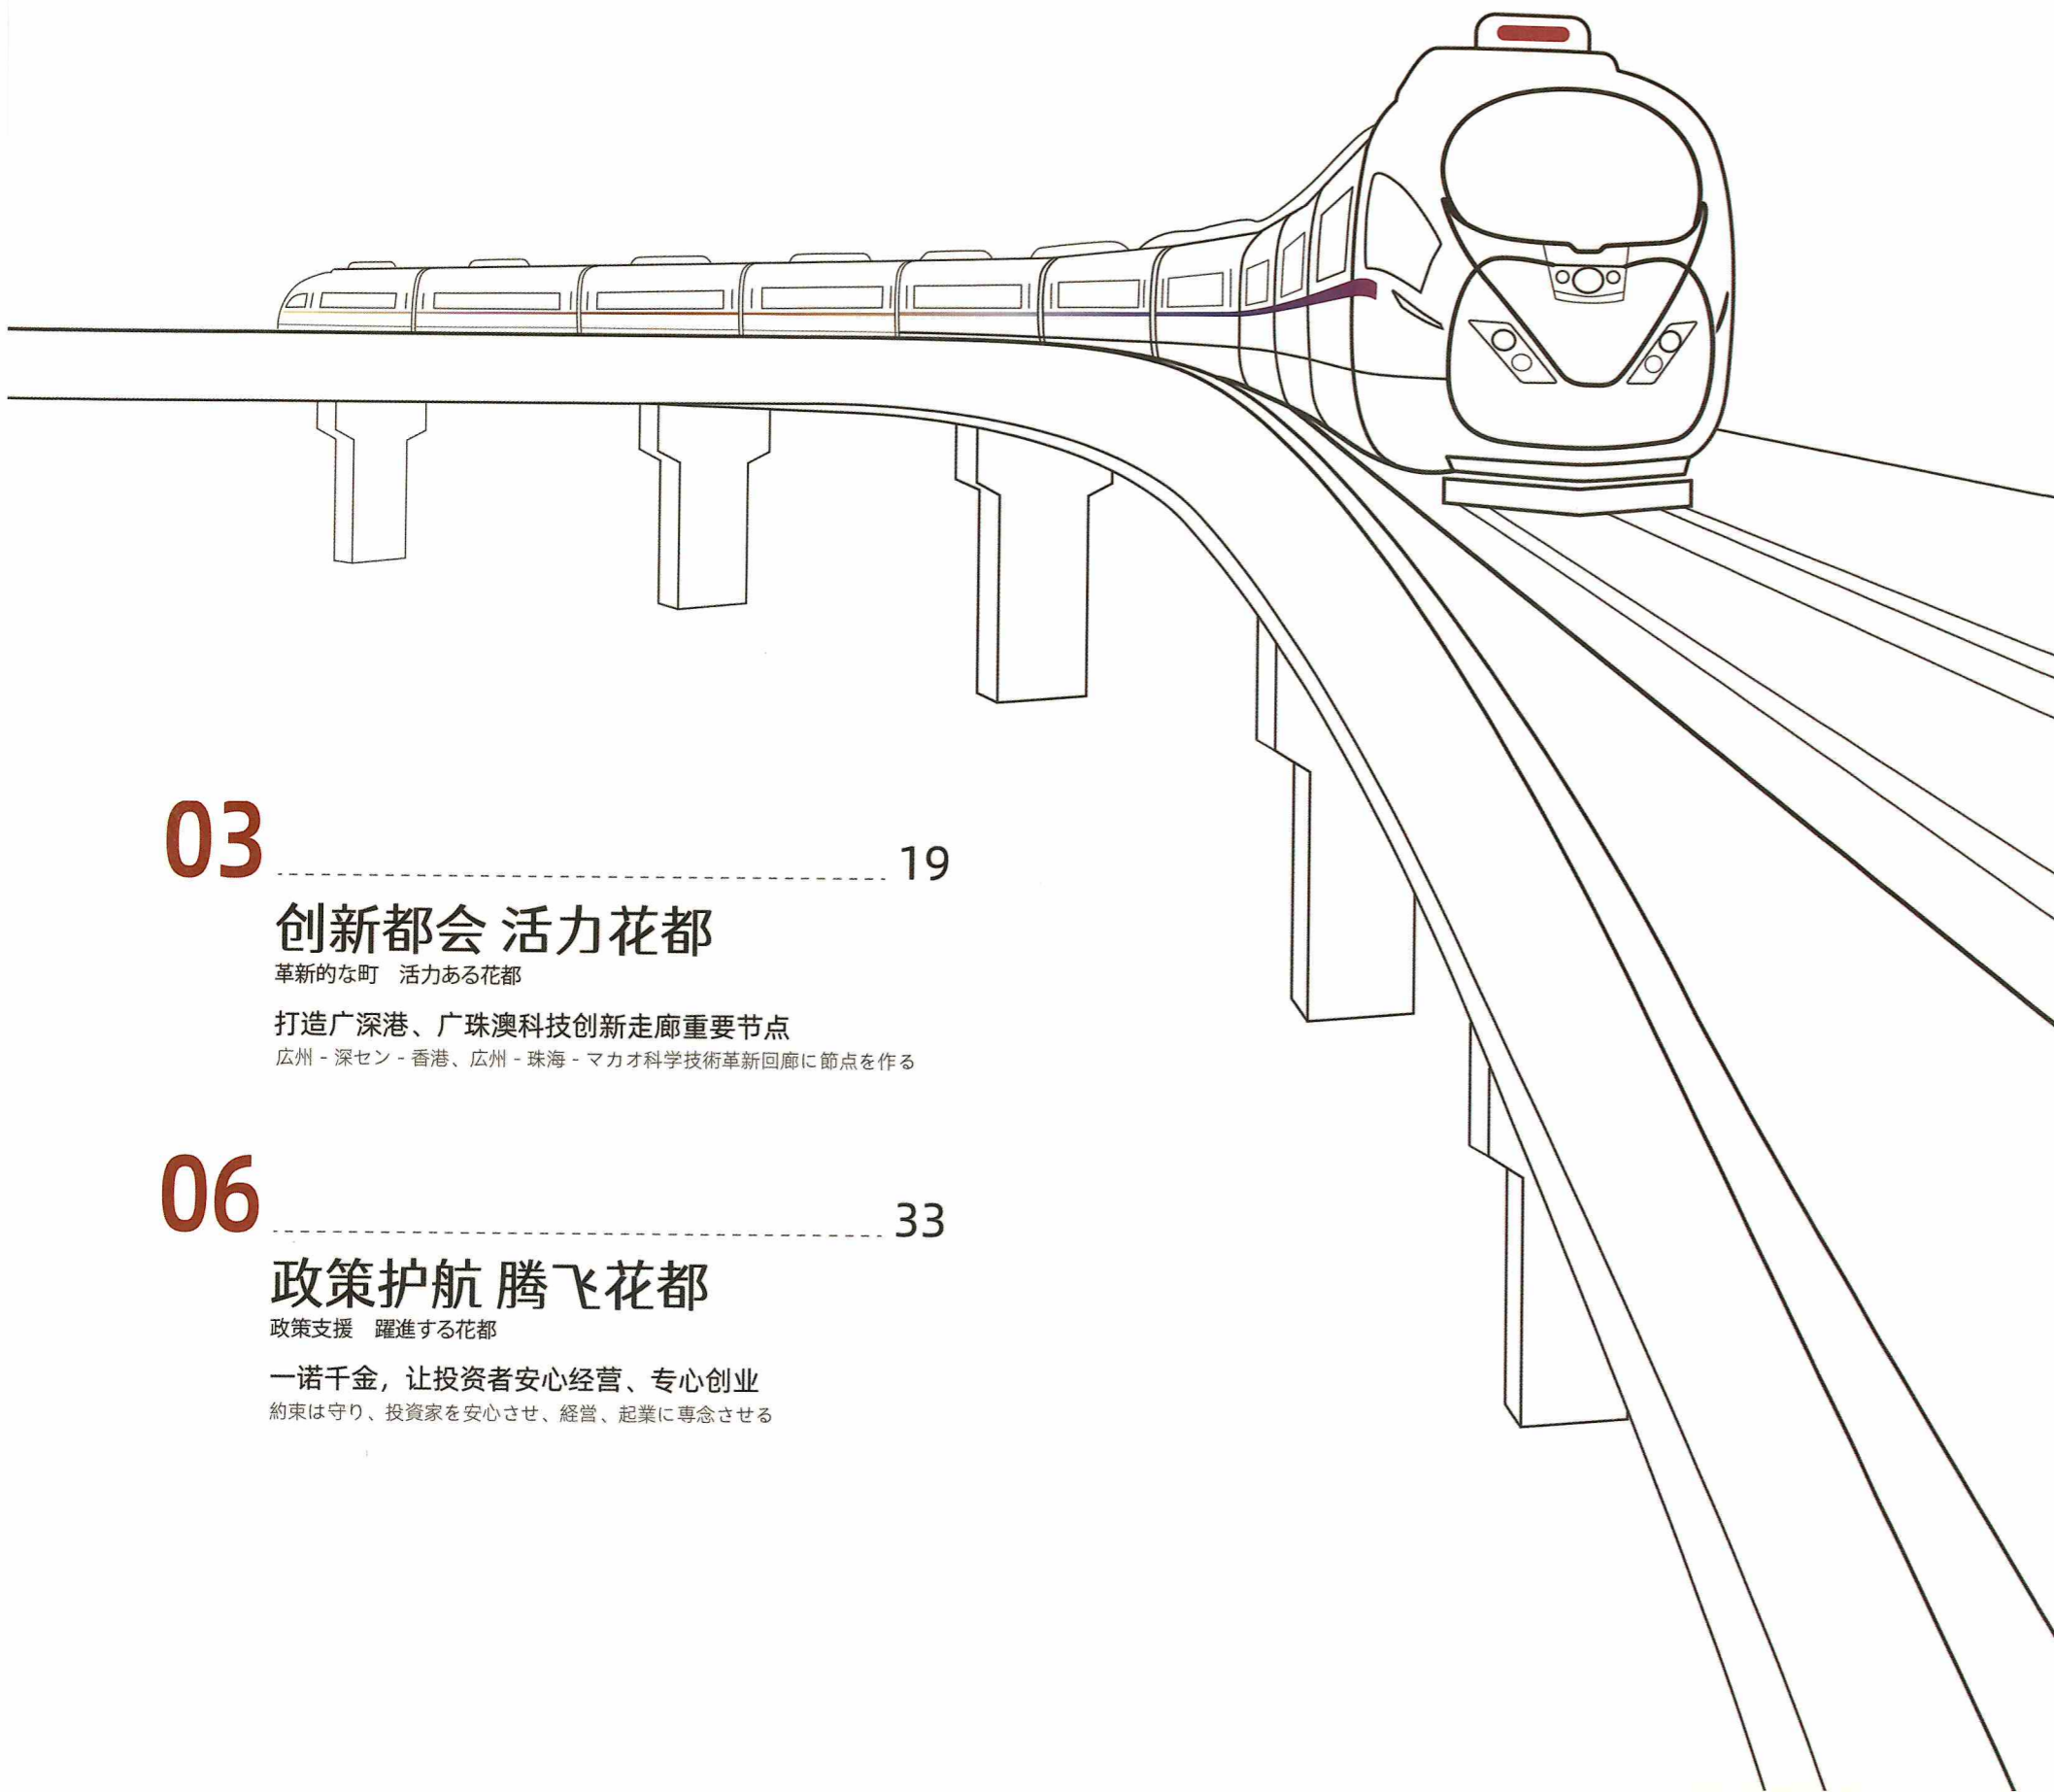 03
19
创新都会 活力花都
革新的な町　活力ある花都
打造广深港、广珠澳科技创新走廊重要节点
広州 - 深セン - 香港、広州 - 珠海 - マカオ科学技術革新回廊に節点を作る
06
33
政策护航 腾飞花都
政策支援　躍進する花都
一诺千金，让投资者安心经营、专心创业
約束は守り、投資家を安心させ、経営、起業に専念させる